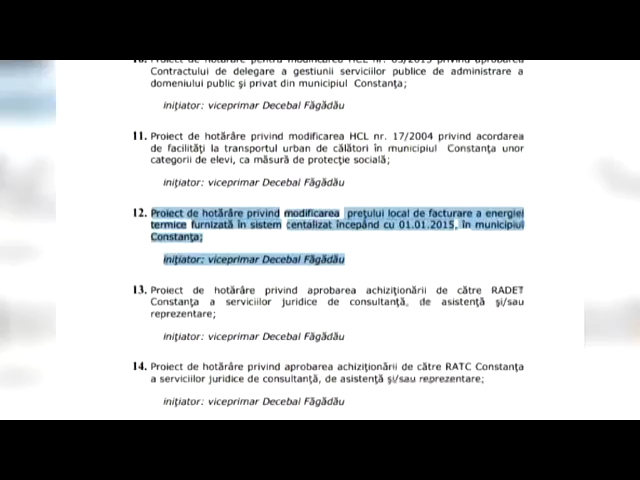 Contractului de delegare a gestiunii serviciilor publice de administrare a
domeniului public şi privat din municipiul Constanţa;
iniţiator: viceprimar Decebal Făgădău
11. Proiect de hotărâre privind modificarea HCL nr. 17/2004 privind acordarea
de facilităţi la transportul urban de călători în municipiul Constanţa unor
categorii de elevi, ca măsură de protecţie socială;
iniţiator: viceprimar Decebal Făgădău
12. Proiect de hotărâre privind modificarea preţului local de facturare a energiei
termice furnizată în sistem centalizat începând cu 01.01.2015, în municipiul
Constanţa;
iniţiator: viceprimar Decebal Făgădău
13. Proiect de hotărâre privind aprobarea achiziţionării de către RADET
Constanţa a serviciilor juridice de consultanţă, de asistenţă şi/sau
reprezentare;
iniţiator: viceprimar Decebal Făgădău
14. Proiect de hotărâre privind aprobarea achiziţionării de către RATC Constanţa
a serviciilor juridice de consultanţă, de asistenţă şi/sau reprezentare;
iniţiator: viceprimar Decebal Făgădău